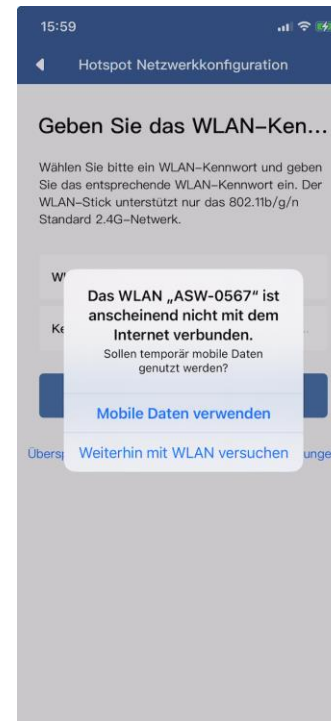 15:59
Hotspot Netzwerkkonfiguration
Geben Sie das WLAN-Ken...
Wählen Sie bitte ein WLAN-Kennwort und geben
Sie das entsprechende WLAN-Kennwort ein. Der
WLAN-Stick unterstützt nur das 802.11b/g/n
Standard 2.4G-Netwerk.
Das WLAN „ASW-0567“ ist
anscheinend nicht mit dem
Internet verbunden.
Sollen temporär mobile Daten
genutzt werden?
Mobile Daten verwenden
Weiterhin mit WLAN versuchen